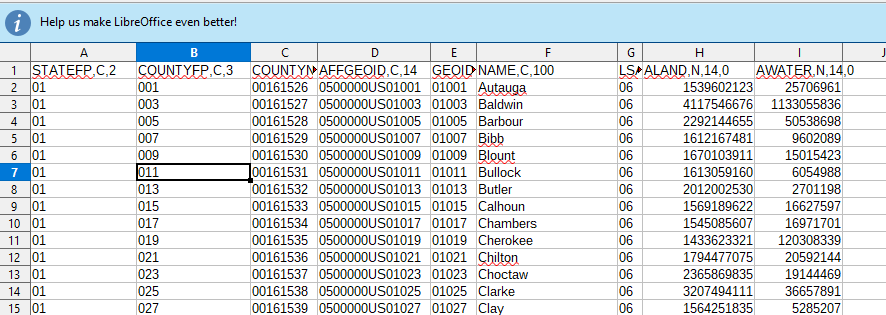 Help us make LibreOffice even better!
A B C D E F G H I J
1 STATEFP,C,2 COUNTYFP,C,3 COUNTYN AFFGEOID,C,14 GEOID NAME,C,100 LSA ALAND,N,14,0 AWATER,N,14,0
2 01 001 00161526 0500000US01001 01001 Autauga 06 1539602123 25706961
3 01 003 00161527 0500000US01003 01003 Baldwin 06 4117546676 1133055836
4 01 005 00161528 0500000US01005 01005 Barbour 06 2292144655 50538698
5 01 007 00161529 0500000US01007 01007 Bibb 06 1612167481 9602089
6 01 009 00161530 0500000US01009 01009 Blount 06 1670103911 15015423
7 01 011 00161531 0500000US01011 01011 Bullock 06 1613059160 6054988
8 01 013 00161532 0500000US01013 01013 Butler 06 2012002530 2701198
9 01 015 00161533 0500000US01015 01015 Calhoun 06 1569189622 16627597
10 01 017 00161534 0500000US01017 01017 Chambers 06 1545085607 16971701
11 01 019 00161535 0500000US01019 01019 Cherokee 06 1433623321 120308339
12 01 021 00161536 0500000US01021 01021 Chilton 06 1794477075 20592144
13 01 023 00161537 0500000US01023 01023 Choctaw 06 2365869835 19144469
14 01 025 00161538 0500000US01025 01025 Clarke 06 3207494111 36657891
15 01 027 00161539 0500000US01027 01027 Clay 06 1564251835 5285207